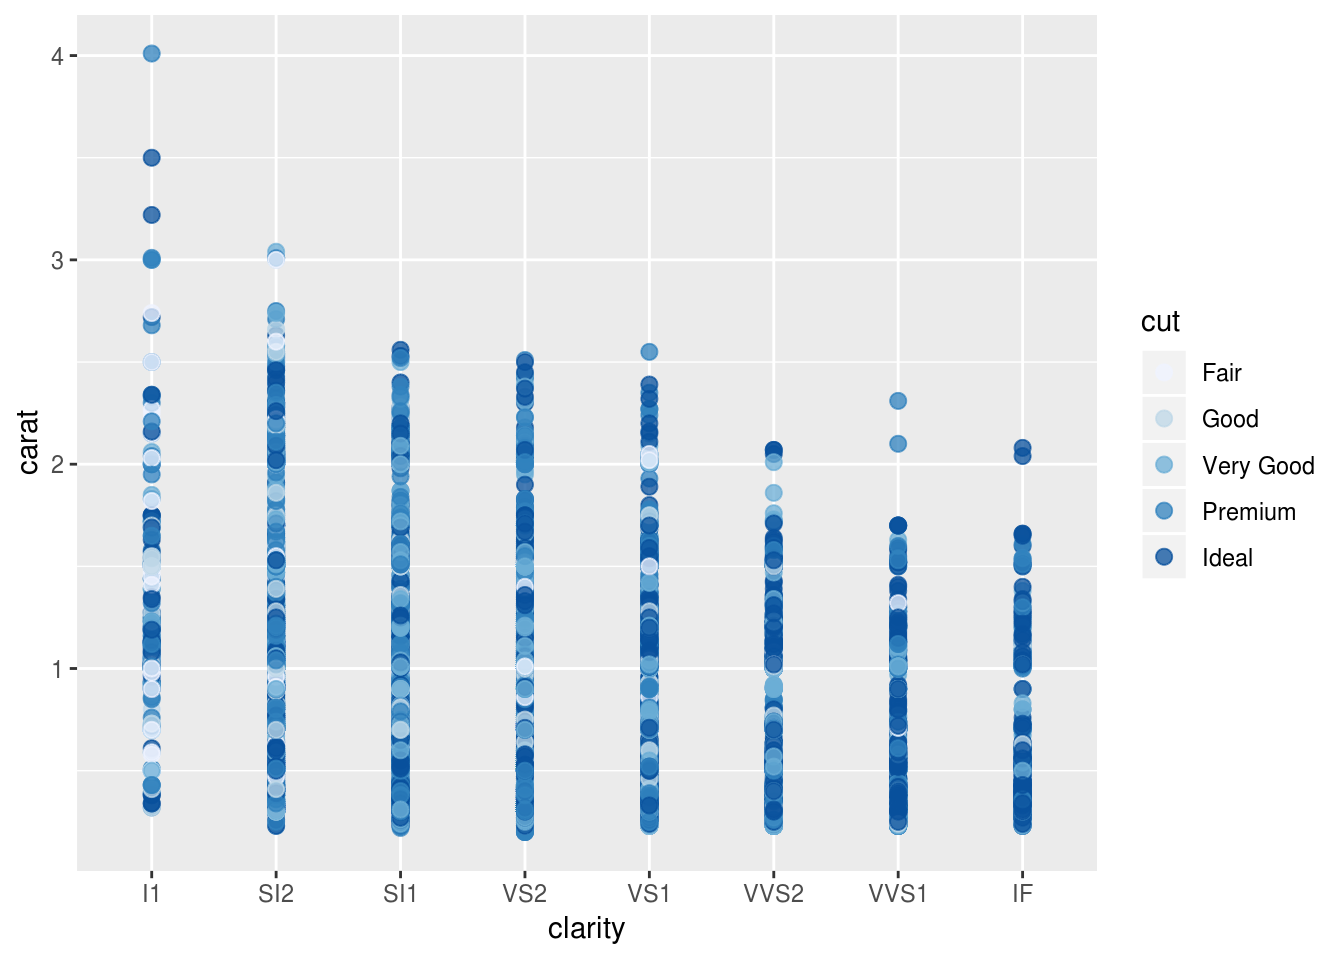 4
3
2
1
carat
I1 SI2 SI1 VS2 VS1 VVS2 VVS1 IF
clarity
cut
Fair
Good
Very Good
Premium
Ideal